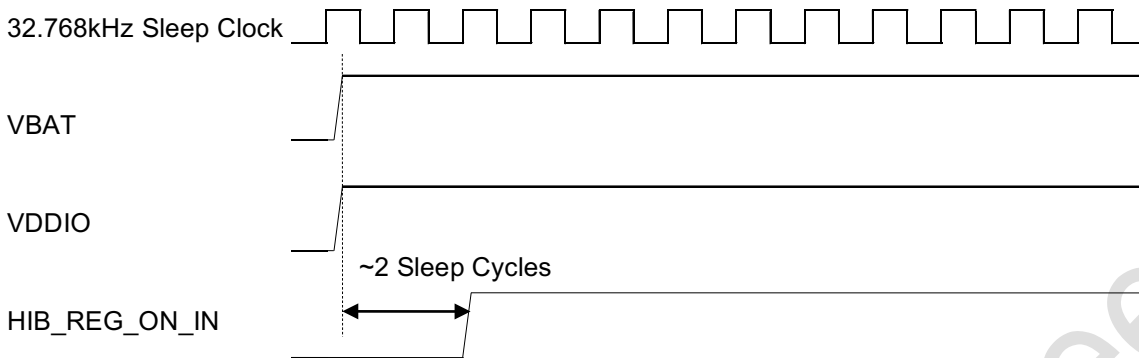 32.768kHz Sleep Clock
VBAT
VDDIO
~2 Sleep Cycles
HIB_REG_ON_IN